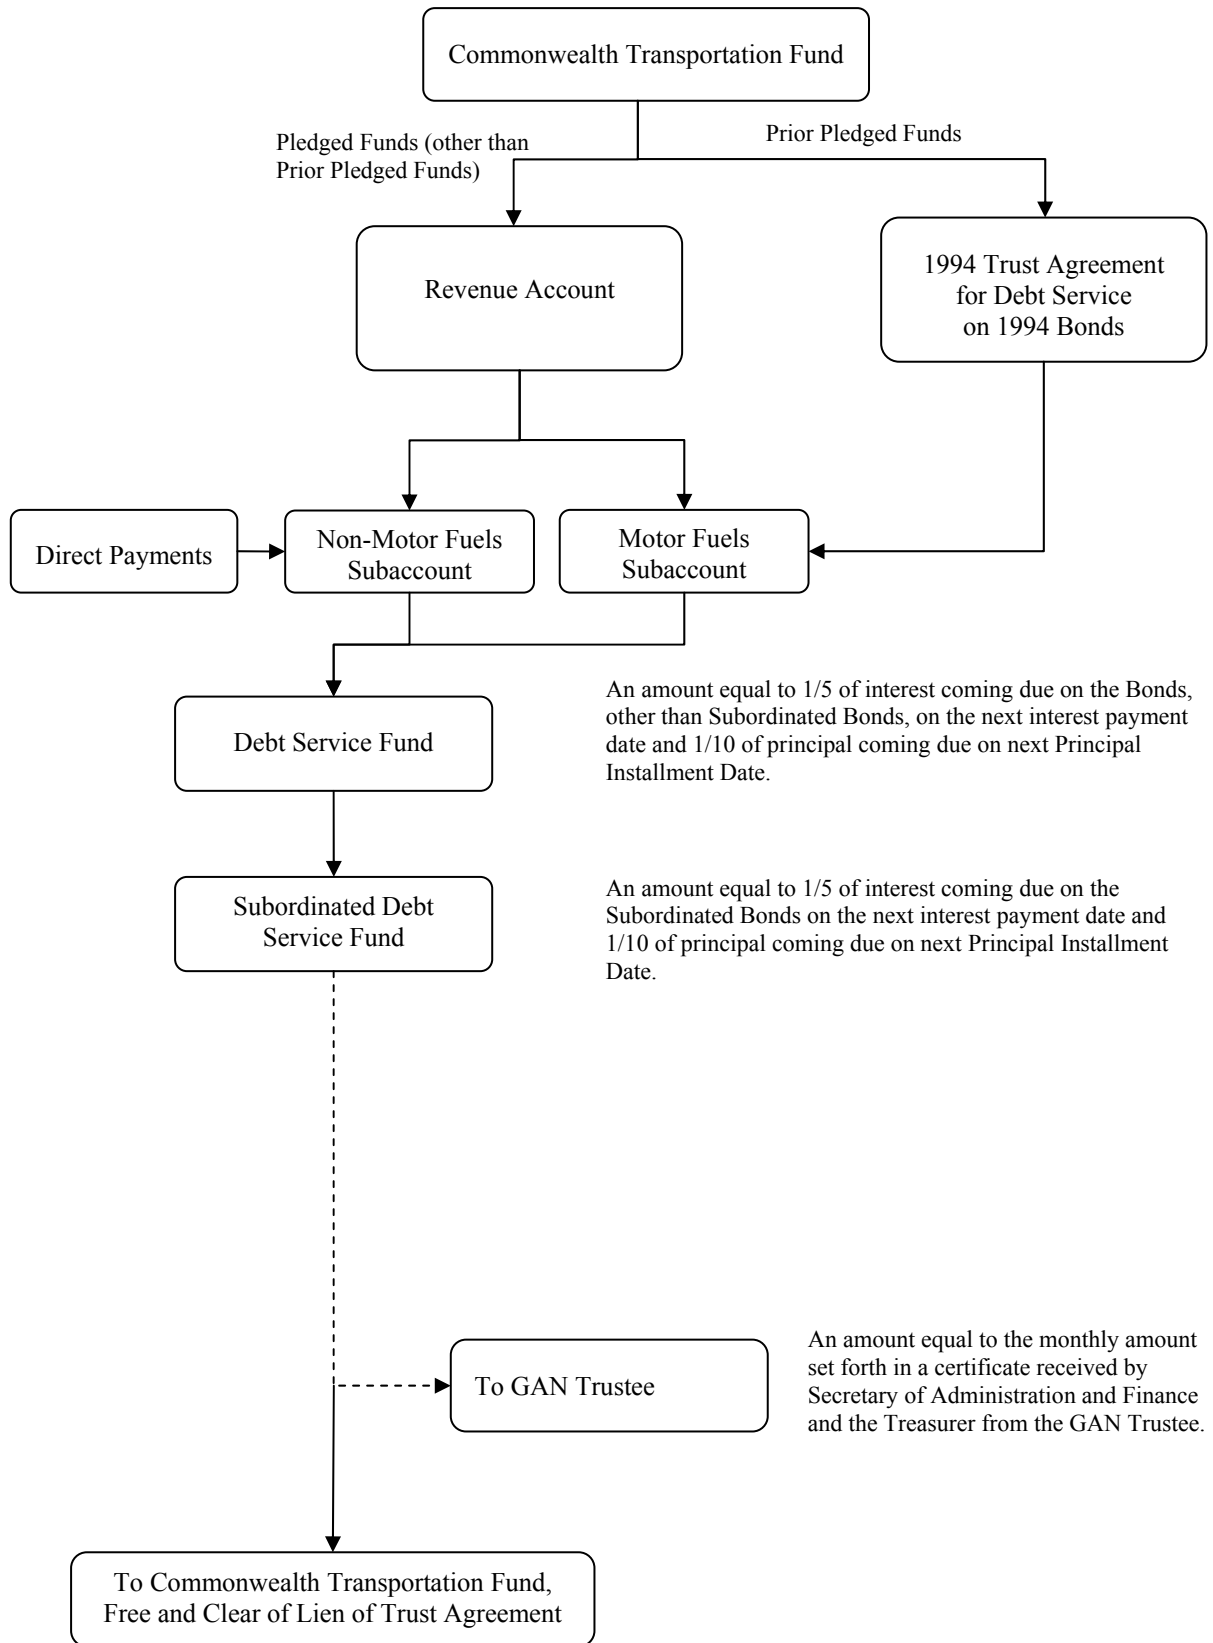 Commonwealth Transportation Fund
Pledged Funds (other than
Prior Pledged Funds)
Prior Pledged Funds
Revenue Account
1994 Trust Agreement
for Debt Service
on 1994 Bonds
Direct Payments
Non-Motor Fuels
Subaccount
Motor Fuels
Subaccount
Debt Service Fund
An amount equal to 1/5 of interest coming due on the Bonds,
other than Subordinated Bonds, on the next interest payment
date and 1/10 of principal coming due on next Principal
Installment Date.
Subordinated Debt
Service Fund
An amount equal to 1/5 of interest coming due on the
Subordinated Bonds on the next interest payment date and
1/10 of principal coming due on next Principal Installment
Date.
To GAN Trustee
An amount equal to the monthly amount
set forth in a certificate received by
Secretary of Administration and Finance
and the Treasurer from the GAN Trustee.
To Commonwealth Transportation Fund,
Free and Clear of Lien of Trust Agreement